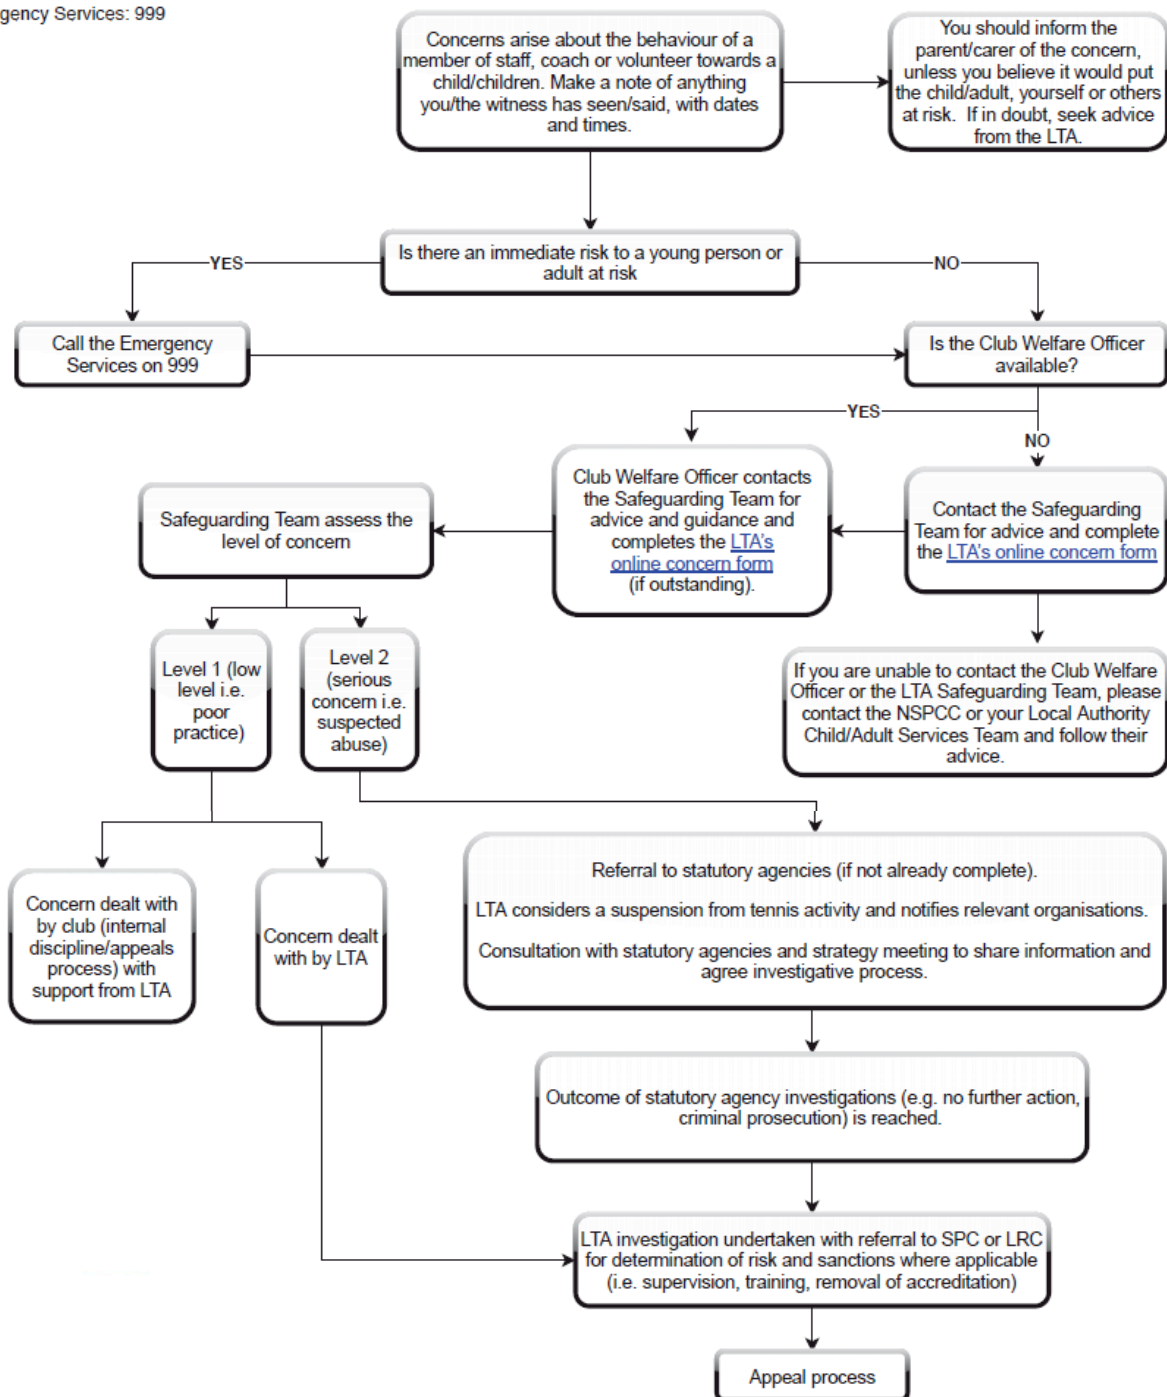 gency Services: 999
Concerns arise about the behaviour of a
member of staff, coach or volunteer towards a
child/children. Make a note of anything
you/the witness has seen/said, with dates
and times.
You should inform the
parent/carer of the concern,
unless you believe it would put
the child/adult, yourself or others
at risk. If in doubt, seek advice
from the LTA.
Is there an immediate risk to a young person or
adult at risk
YES
NO
Call the Emergency
Services on 999
Is the Club Welfare Officer
available?
YES
NO
Club Welfare Officer contacts
the Safeguarding Team for
advice and guidance and
completes the LTA's
online concern form
(if outstanding).
Contact the Safeguarding
Team for advice and complete
the LTA's online concern form
Safeguarding Team assess the
level of concern
Level 1 (low
level i.e.
poor
practice)
Level 2
(serious
concern i.e.
suspected
abuse)
If you are unable to contact the Club Welfare
Officer or the LTA Safeguarding Team, please
contact the NSPCC or your Local Authority
Child/Adult Services Team and follow their
advice.
Concern dealt with
by club (internal
discipline/appeals
process) with
support from LTA
Concern dealt
with by LTA
Referral to statutory agencies (if not already complete).
LTA considers a suspension from tennis activity and notifies relevant organisations.
Consultation with statutory agencies and strategy meeting to share information and
agree investigative process.
Outcome of statutory agency investigations (e.g. no further action,
criminal prosecution) is reached.
LTA investigation undertaken with referral to SPC or LRC
for determination of risk and sanctions where applicable
(i.e. supervision, training, removal of accreditation)
Appeal process